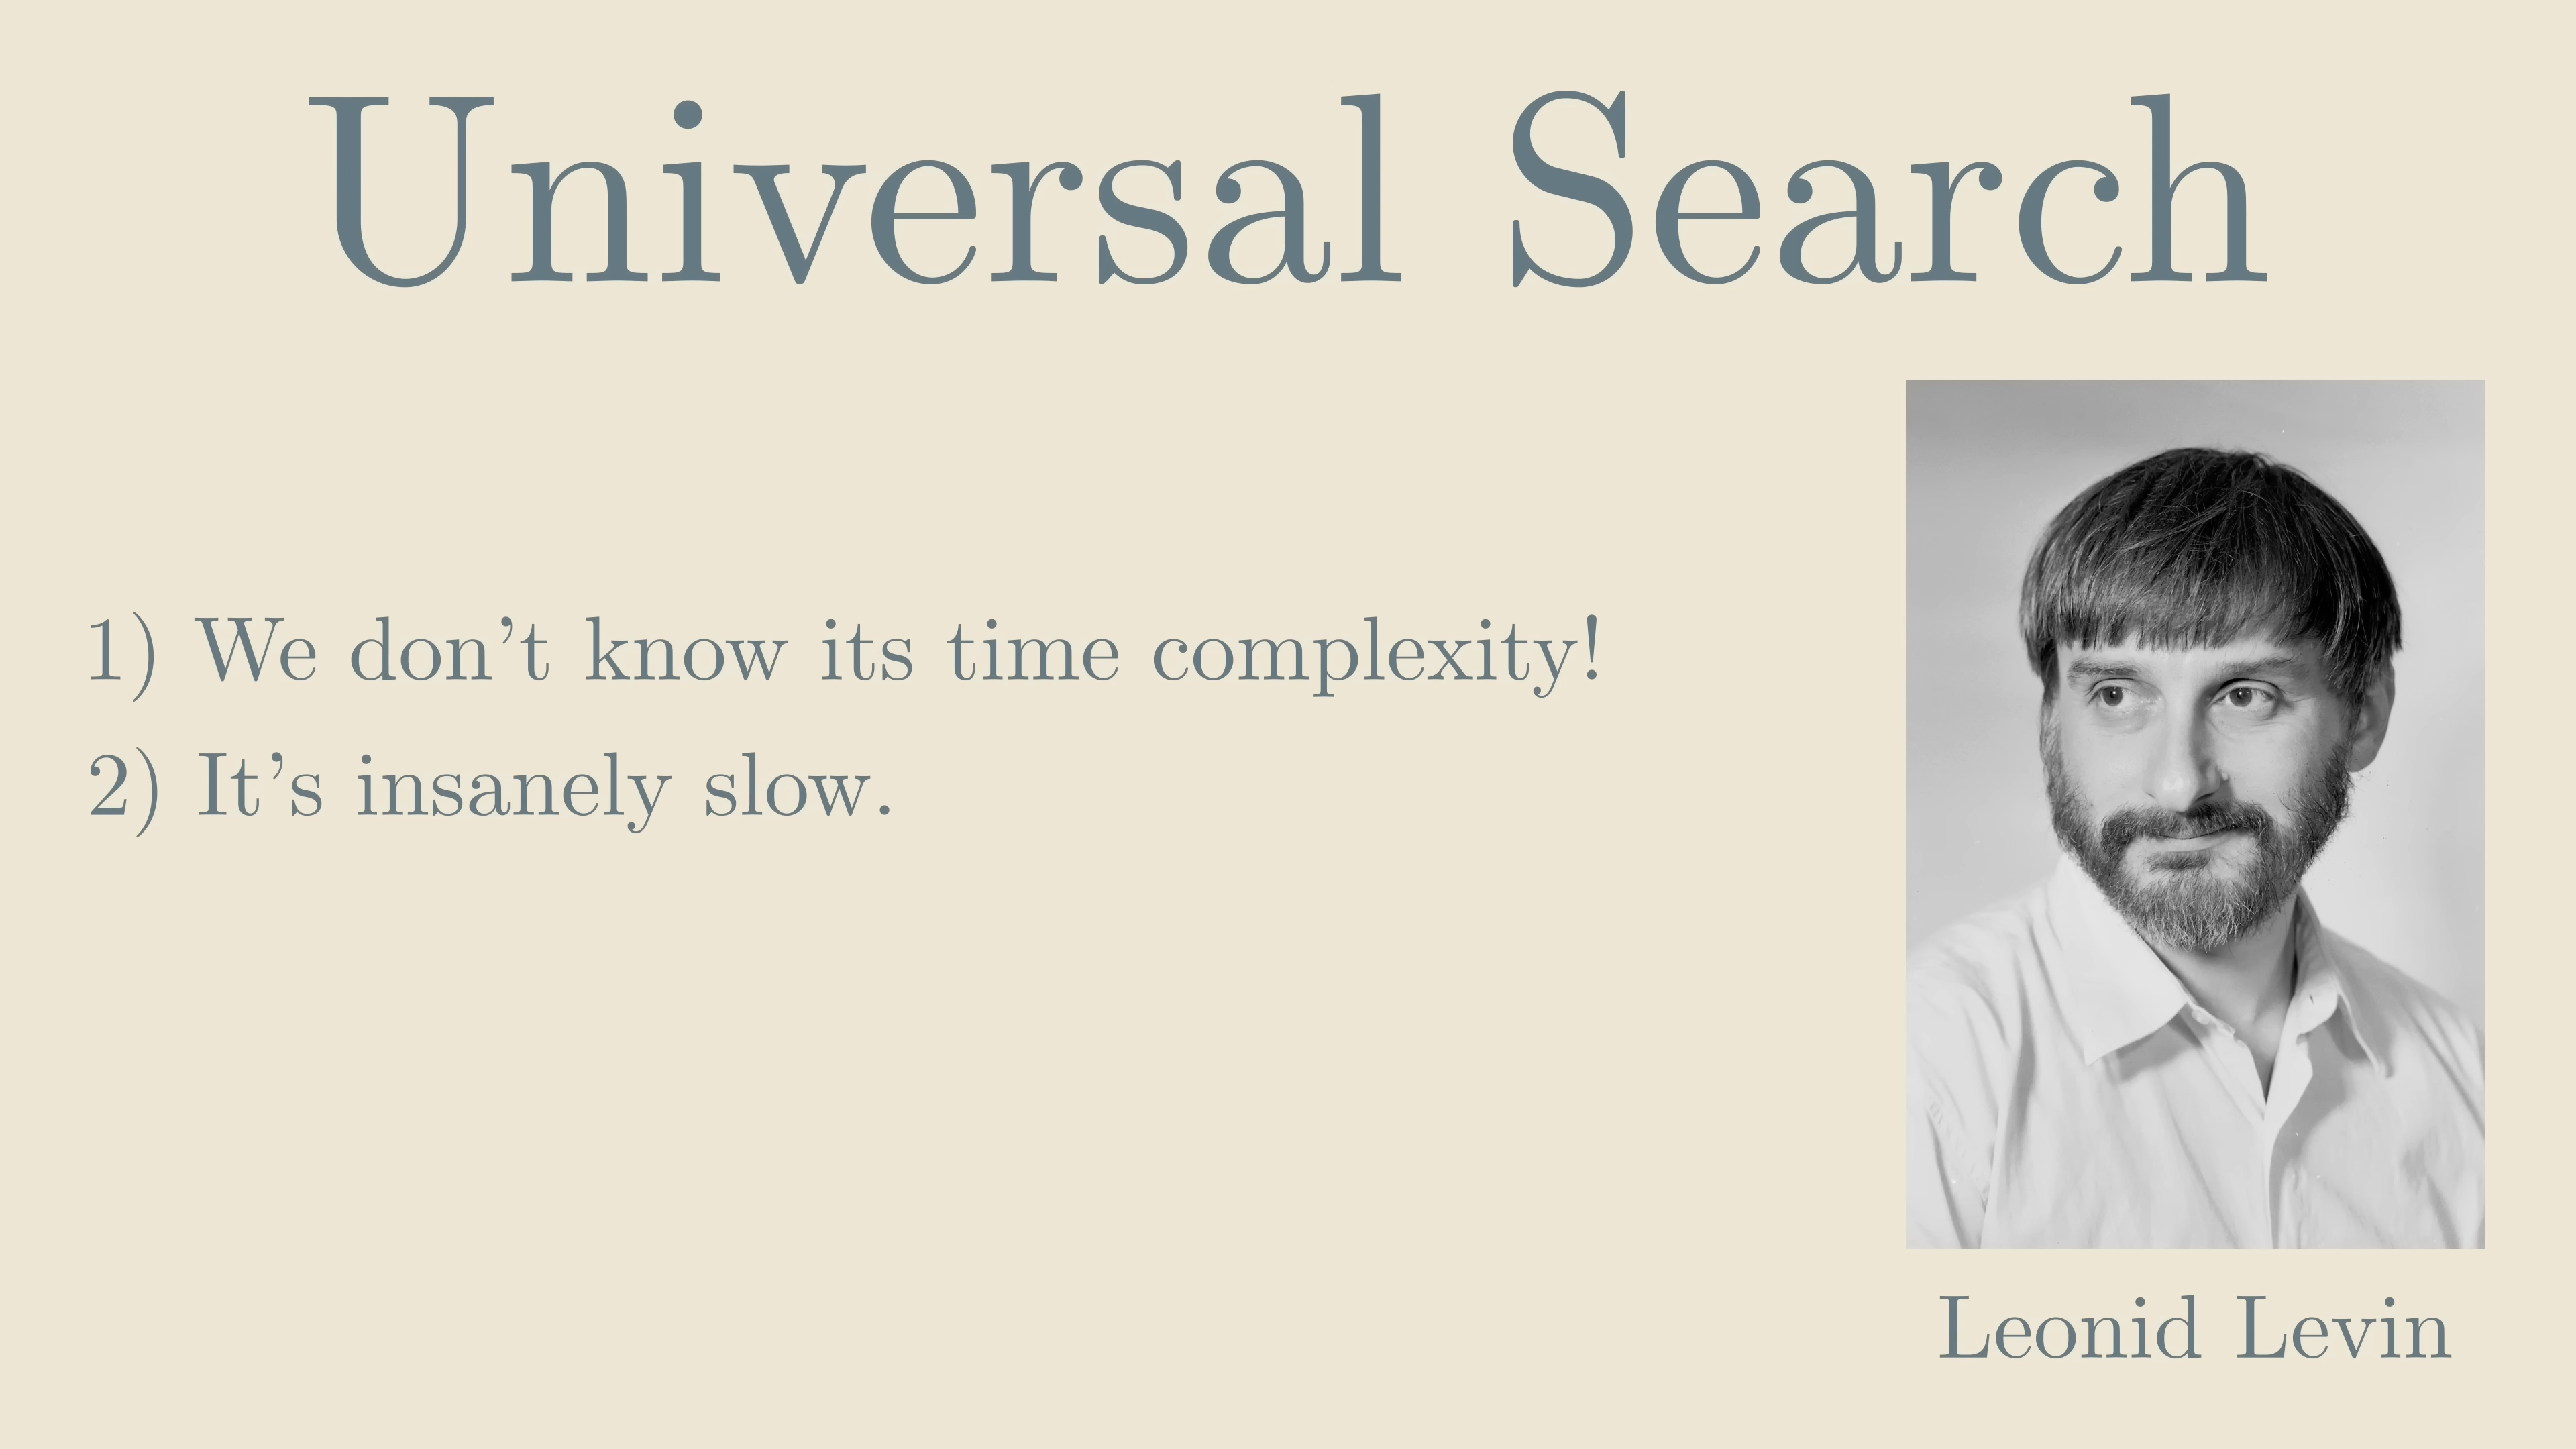 Universal Search
1) We don't know its time complexity!
2) It's insanely slow.
Leonid Levin